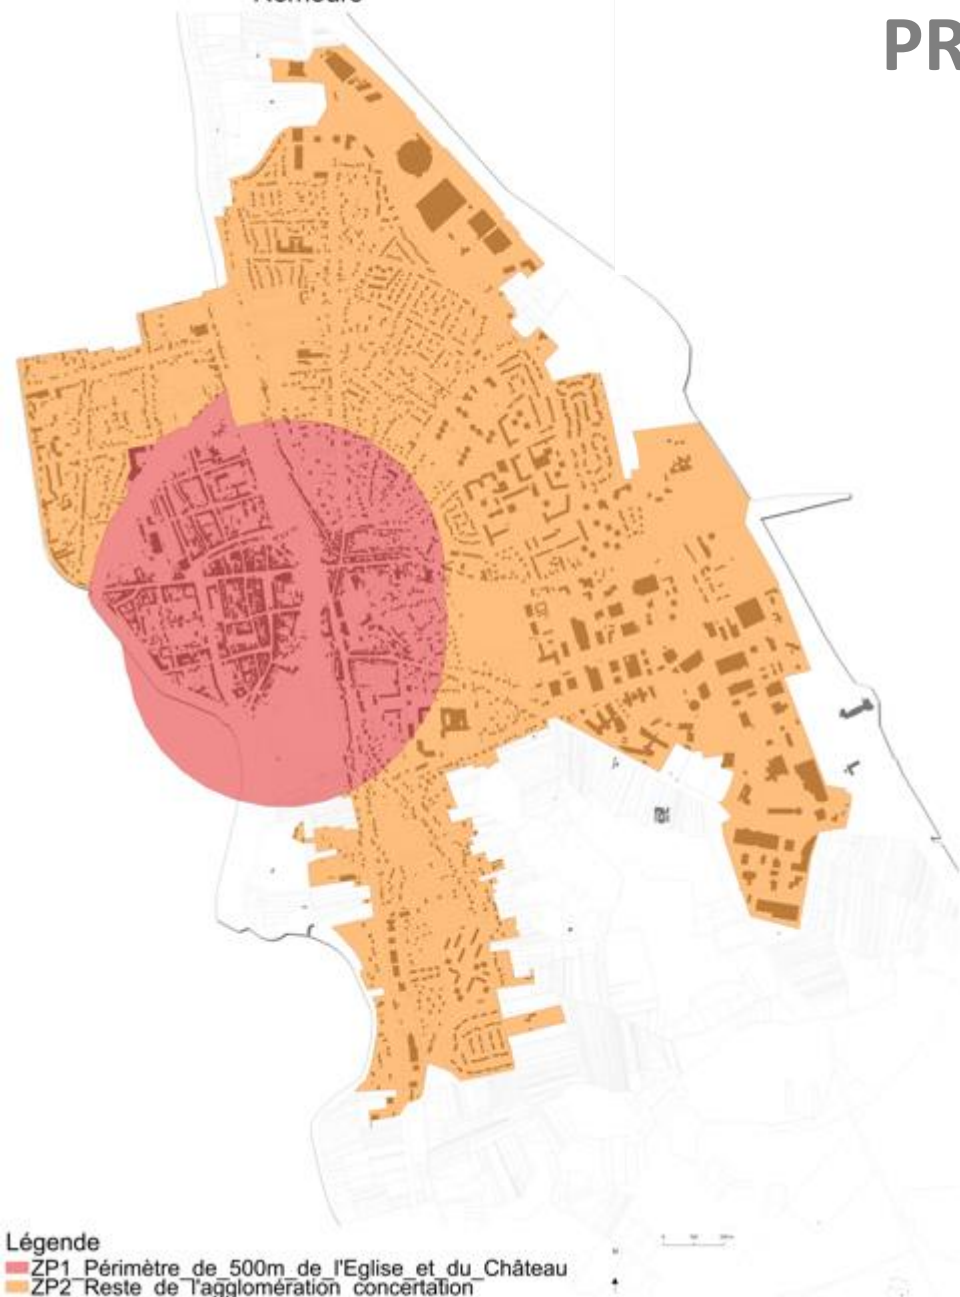 PR
Légende
ZP1_Périmètre_de_500m_de_l'Eglise_et_du_Château
ZP2_Reste_de_l'agglomération_concertation